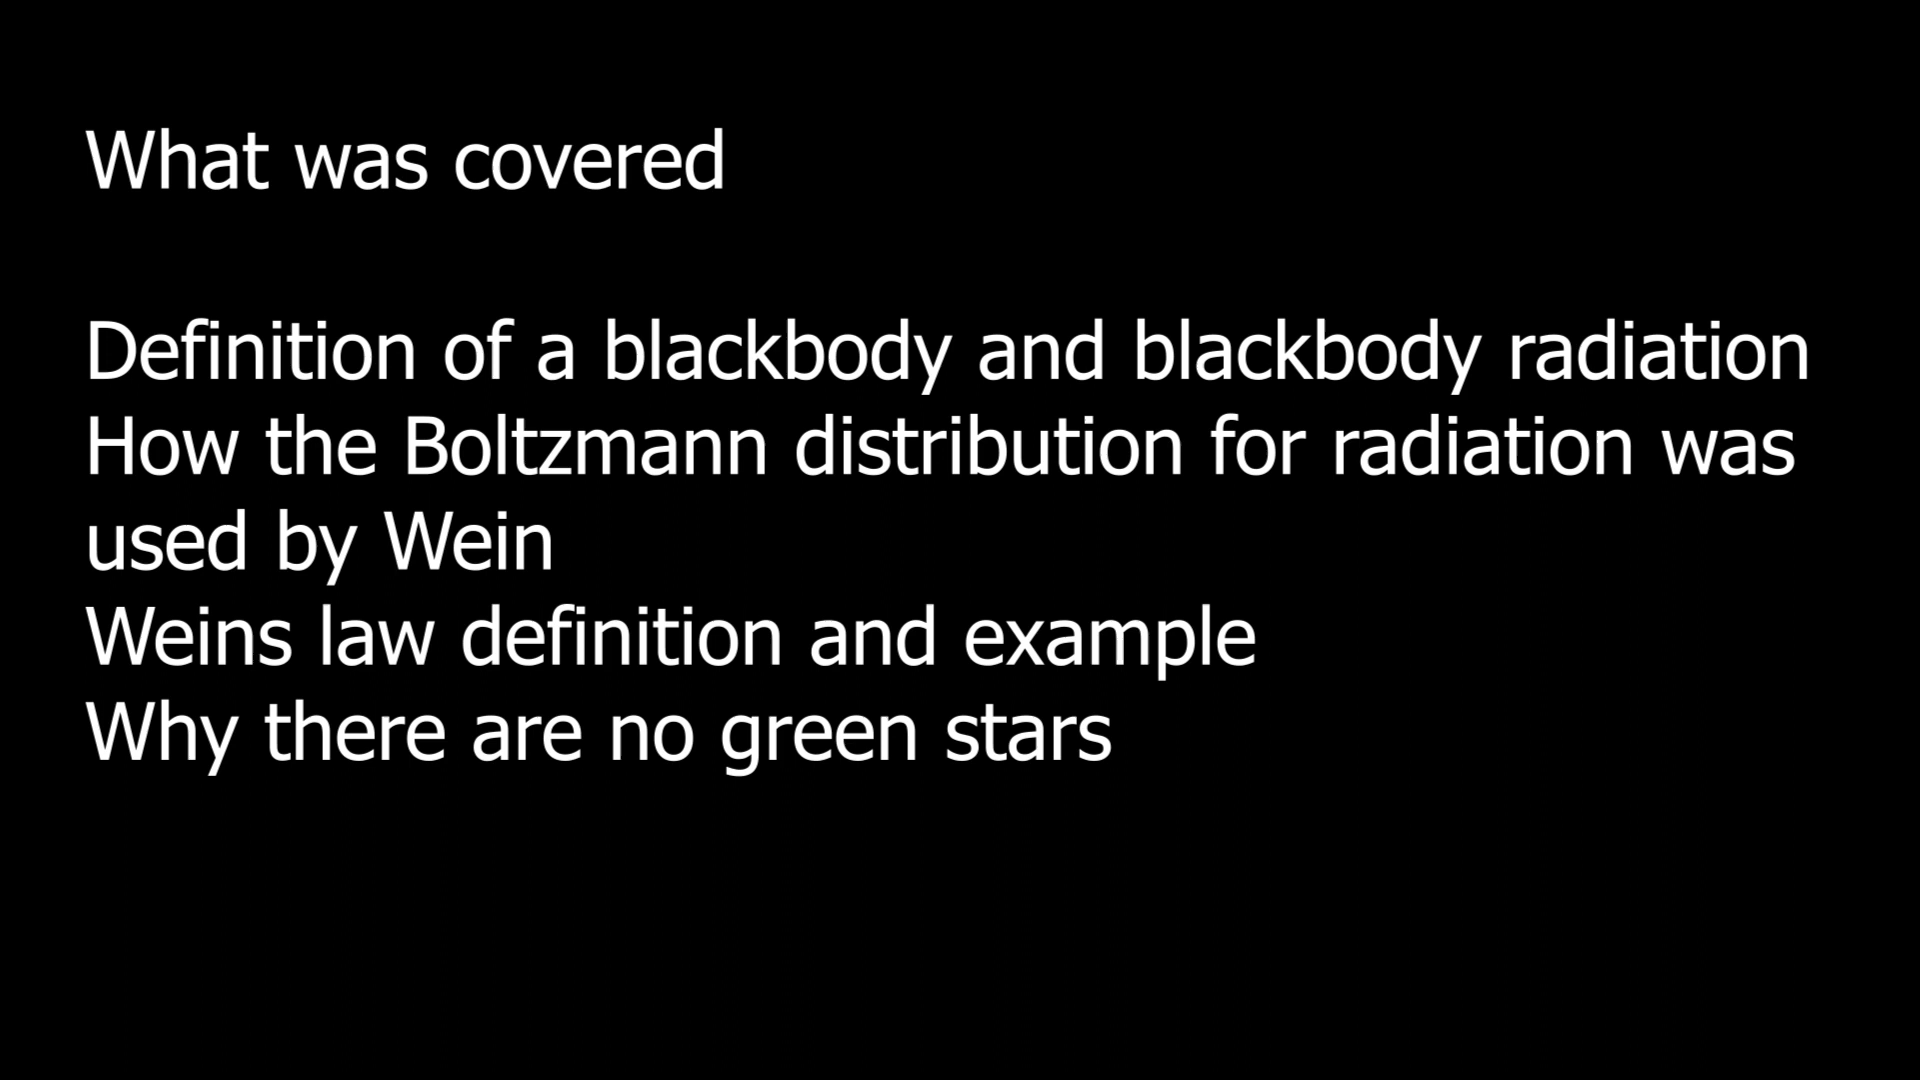 What was covered
Definition of a blackbody and blackbody radiation
How the Boltzmann distribution for radiation was
used by Wein
Weins law definition and example
Why there are no green stars